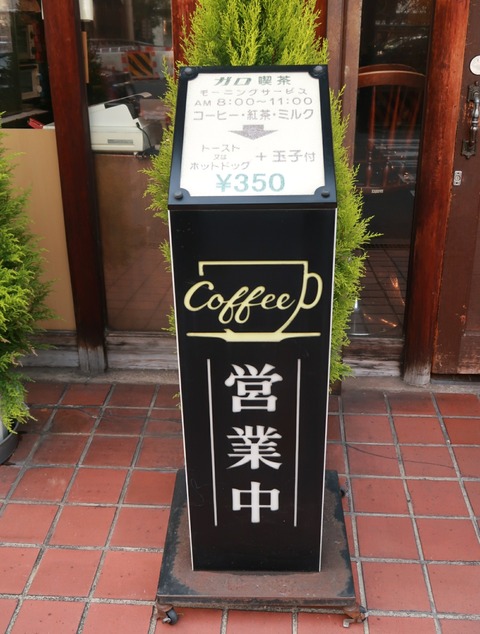 ガロ 喫茶
モーニングサービス
AM 8:00〜11:00
コーヒー・紅茶・ミルク
トースト
又は
ホットドッグ
+ 玉子付
¥350
Coffee
営業中